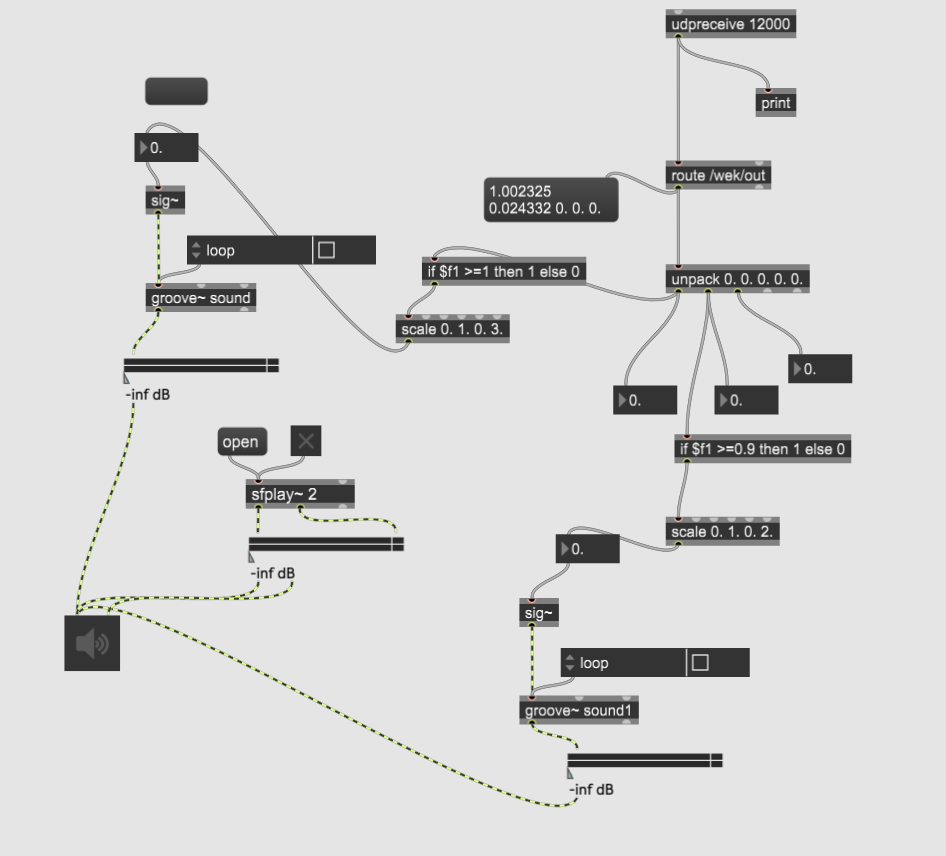 udpreceive 12000
print
0.
route /wek/out
1.002325
0.024332 0. 0. 0.
sig~
loop
if $f1 >=1 then 1 else 0
unpack 0. 0. 0. 0. 0.
groove~ sound
scale 0. 1. 0. 3.
0.
-inf dB
0.
0.
open
if $f1 >=0.9 then 1 else 0
sfplay~ 2
scale 0. 1. 0. 2.
0.
-inf dB
sig~
loop
groove~ sound1
-inf dB